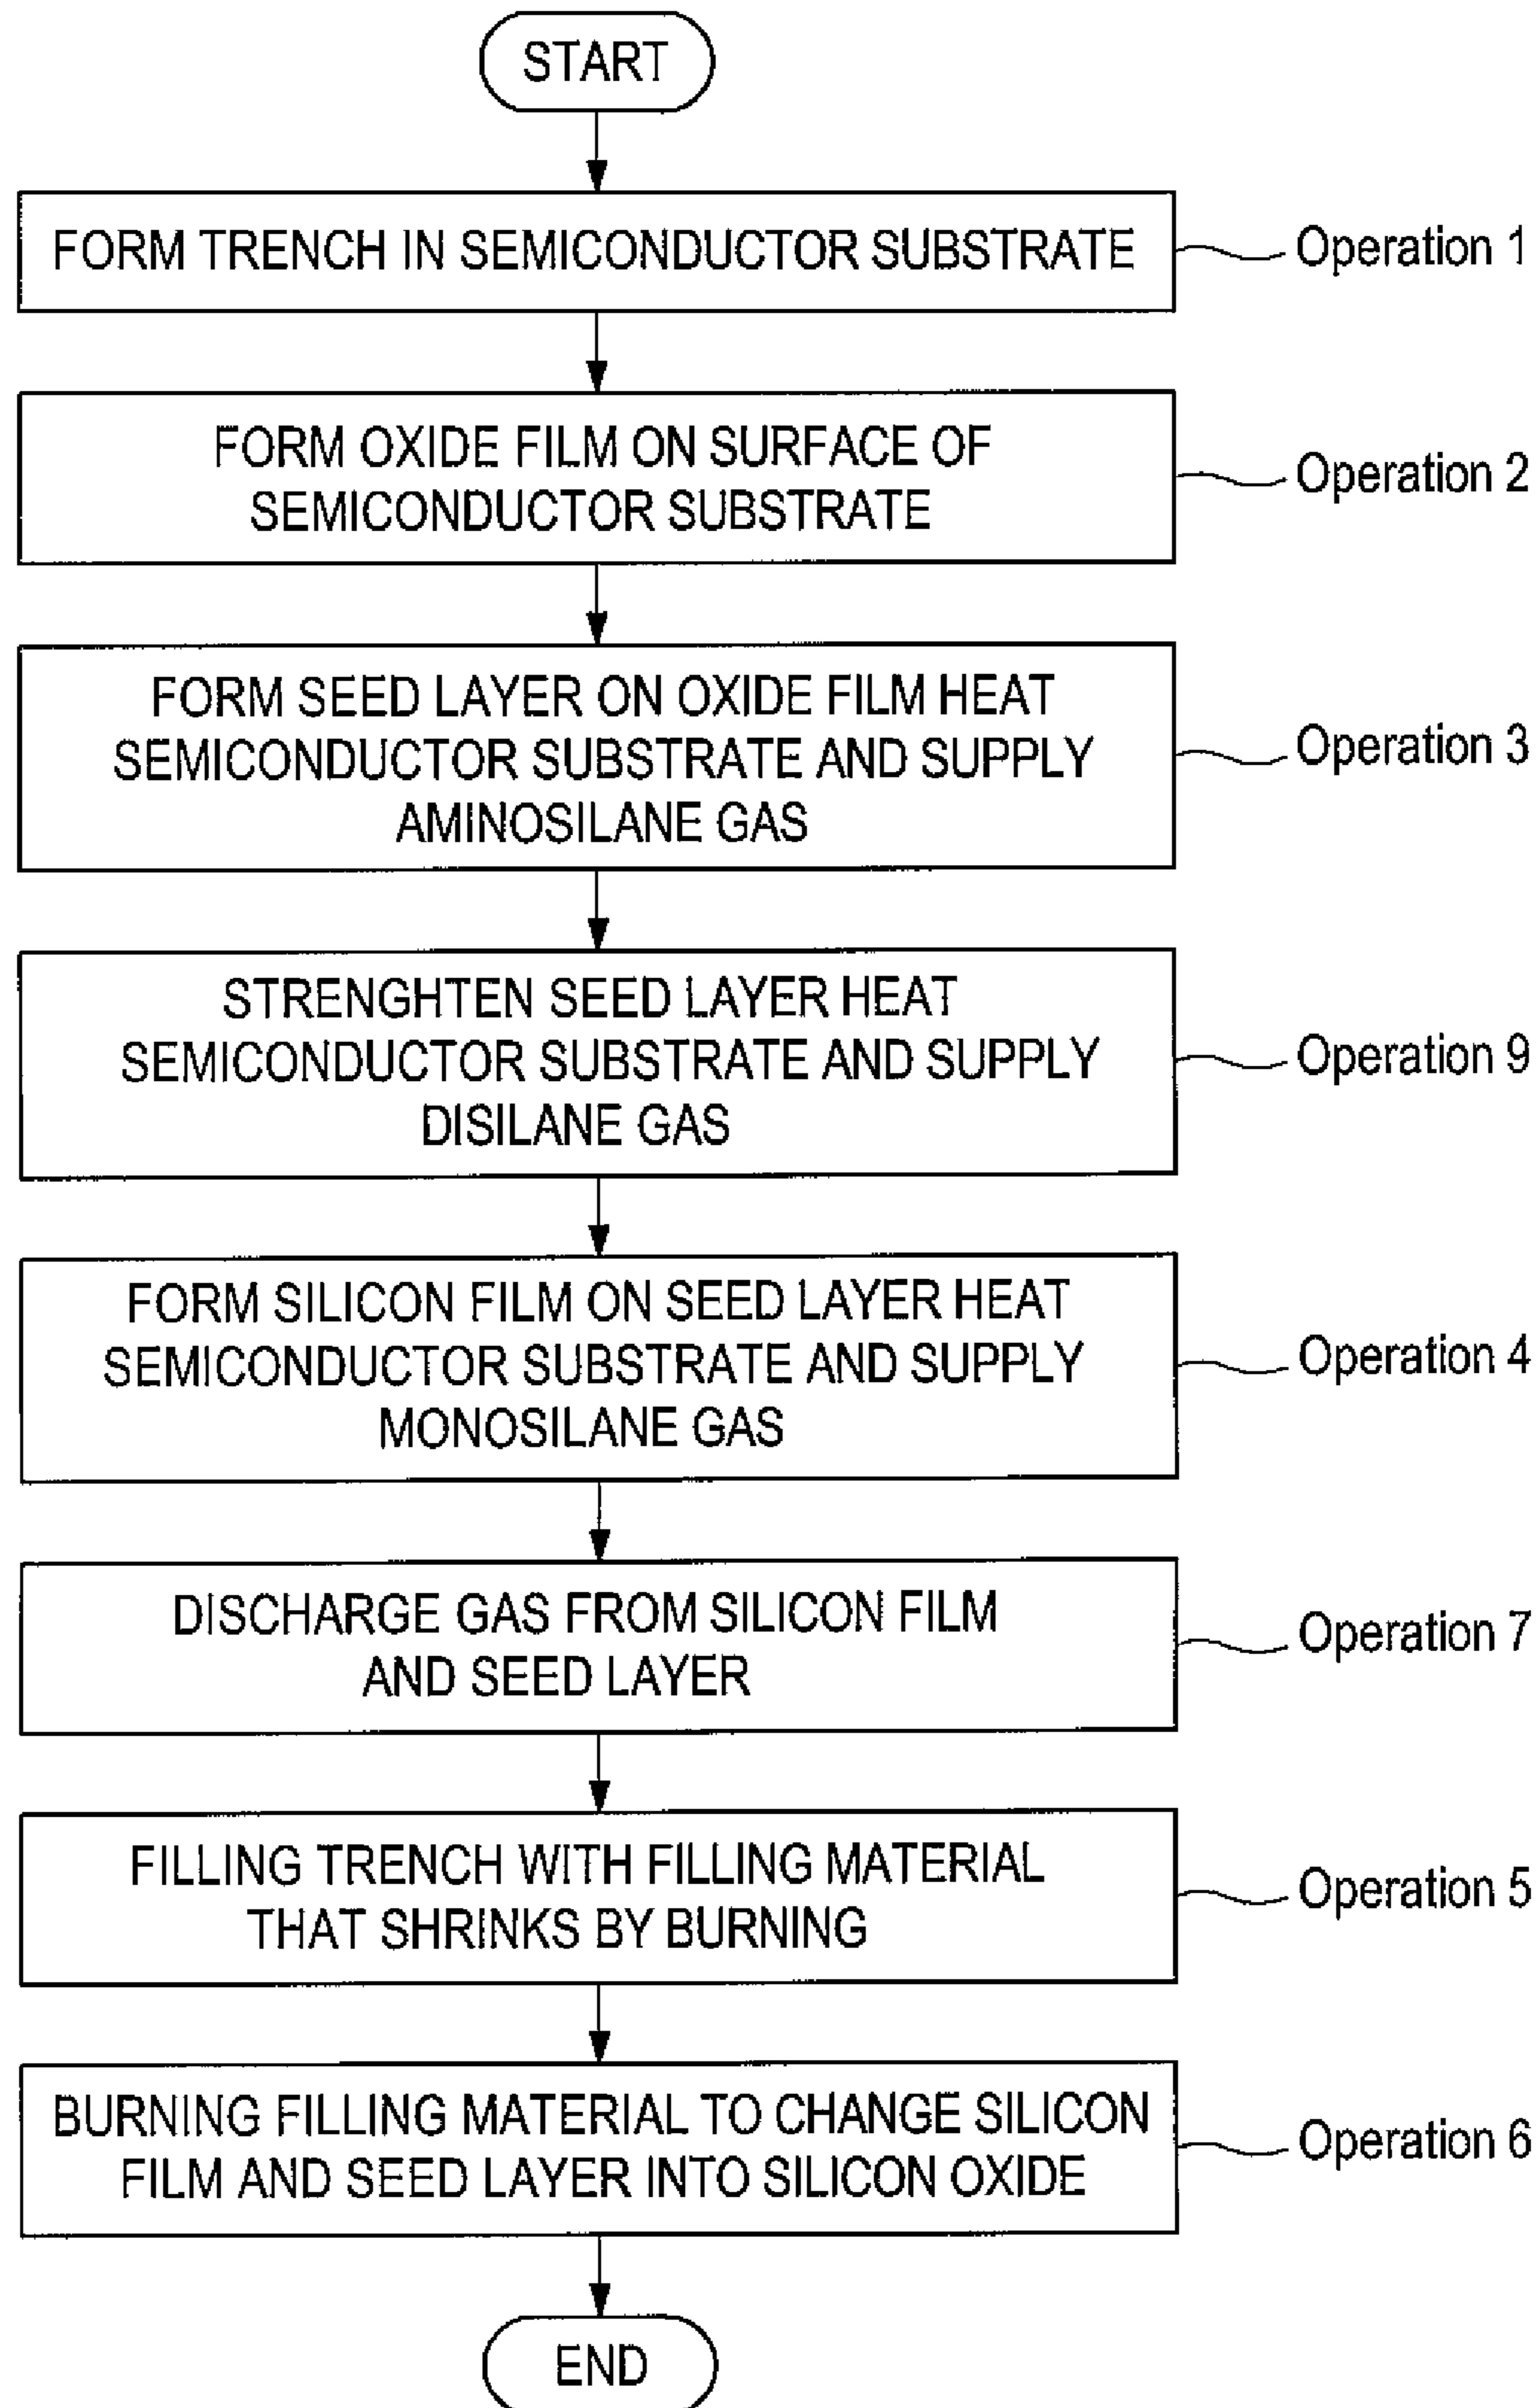 START
FORM TRENCH IN SEMICONDUCTOR SUBSTRATE
Operation 1
FORM OXIDE FILM ON SURFACE OF
SEMICONDUCTOR SUBSTRATE
Operation 2
FORM SEED LAYER ON OXIDE FILM HEAT
SEMICONDUCTOR SUBSTRATE AND SUPPLY
AMINOSILANE GAS
Operation 3
STRENGHTEN SEED LAYER HEAT
SEMICONDUCTOR SUBSTRATE AND SUPPLY
DISILANE GAS
Operation 9
FORM SILICON FILM ON SEED LAYER HEAT
SEMICONDUCTOR SUBSTRATE AND SUPPLY
MONOSILANE GAS
Operation 4
DISCHARGE GAS FROM SILICON FILM
AND SEED LAYER
Operation 7
FILLING TRENCH WITH FILLING MATERIAL
THAT SHRINKS BY BURNING
Operation 5
BURNING FILLING MATERIAL TO CHANGE SILICON
FILM AND SEED LAYER INTO SILICON OXIDE
Operation 6
END